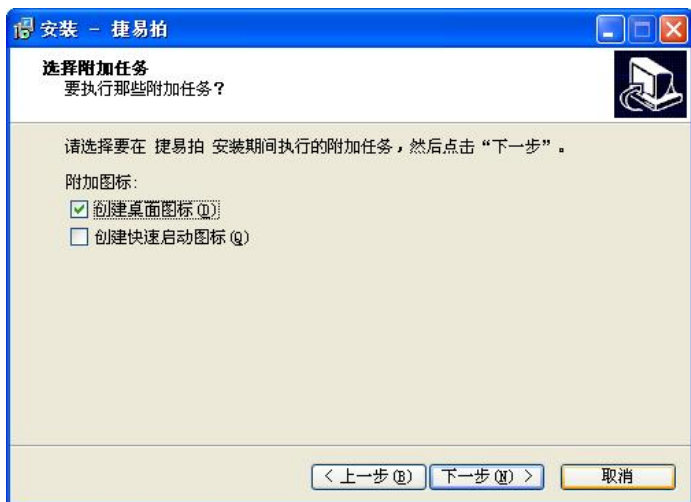 安装 - 捷易拍
选择附加任务
要执行那些附加任务?
请选择要在 捷易拍 安装期间执行的附加任务,然后点击“下一步”。
附加图标:
创建桌面图标(D)
创建快速启动图标(Q)
< 上一步(B)
下一步(N) >
取消